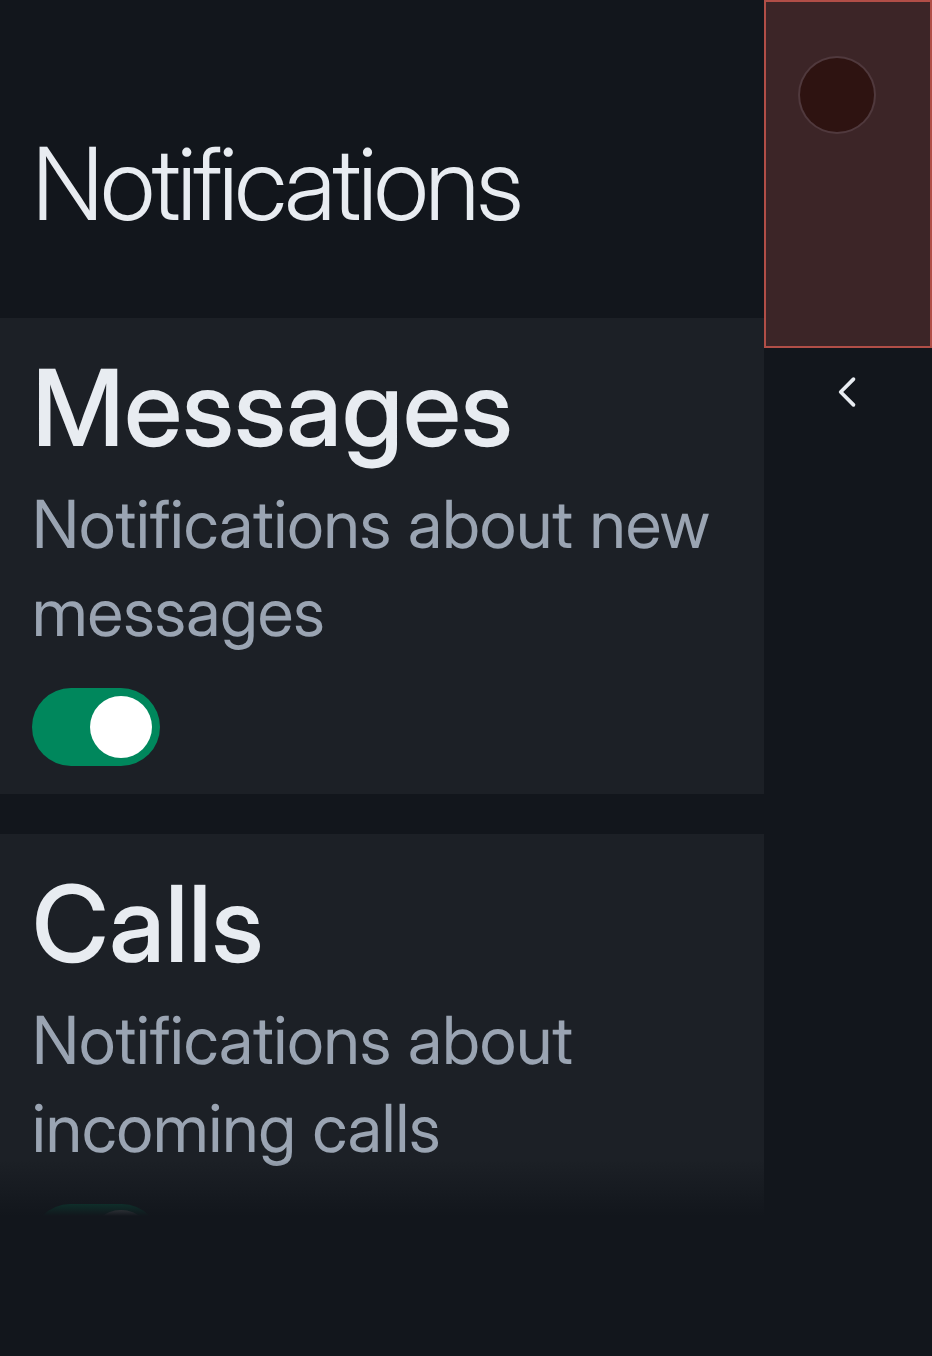 Notifications
Messages
Notifications about new
messages
Calls
Notifications about
incoming calls